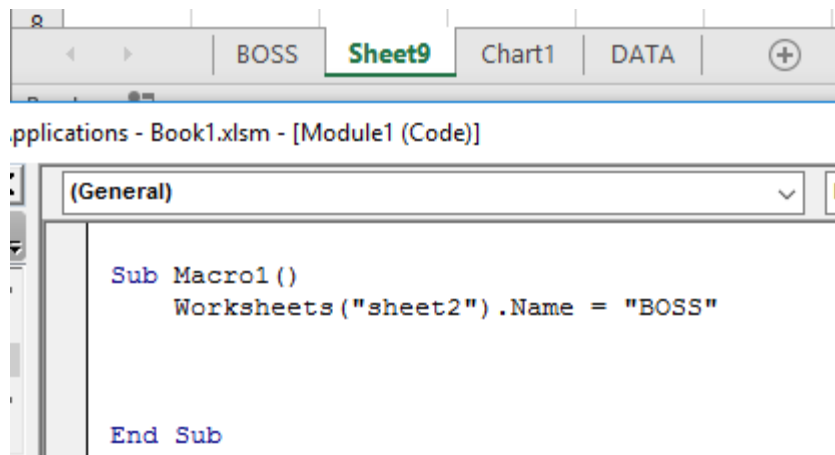 8
BOSS Sheet9 Chart1 DATA
pplications - Book1.xlsm - [Module1 (Code)]
(General)
Sub Macro1()
Worksheets("sheet2").Name = "BOSS"
End Sub